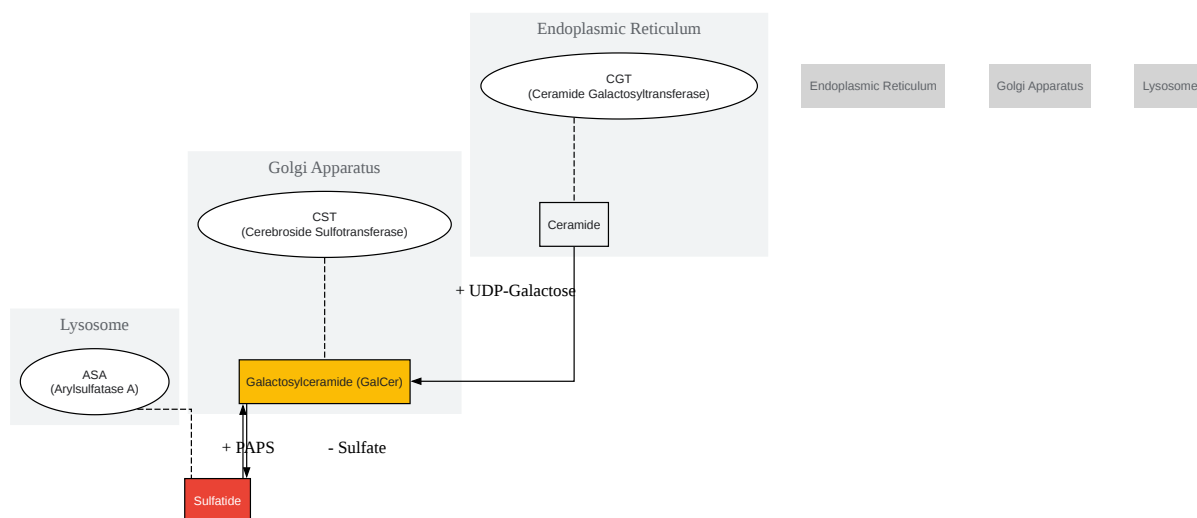 Endoplasmic Reticulum
CGT
(Ceramide Galactosyltransferase)
Endoplasmic Reticulum
Golgi Apparatus
Lysosome
Golgi Apparatus
CST
(Cerebroside Sulfotransferase)
Ceramide
+ UDP-Galactose
Lysosome
ASA
(Arylsulfatase A)
Galactosylceramide (GalCer)
+ PAPS
- Sulfate
Sulfatide